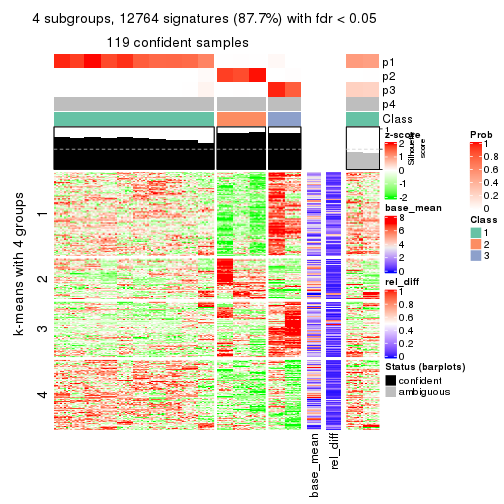 4 subgroups, 12764 signatures (87.7%) with fdr < 0.05
119 confident samples
p1
p2
p3
p4
Class
1
Silhouette
score
z-score
2
1
0
-1
-2
base_mean
8
6
4
2
0
rel_diff
1
0.8
0.6
0.4
0.2
0
Status (barplots)
confident
ambiguous
Prob
1
0.8
0.6
0.4
0.2
0
Class
1
2
3
k-means with 4 groups
1
2
3
4
base_mean
rel_diff